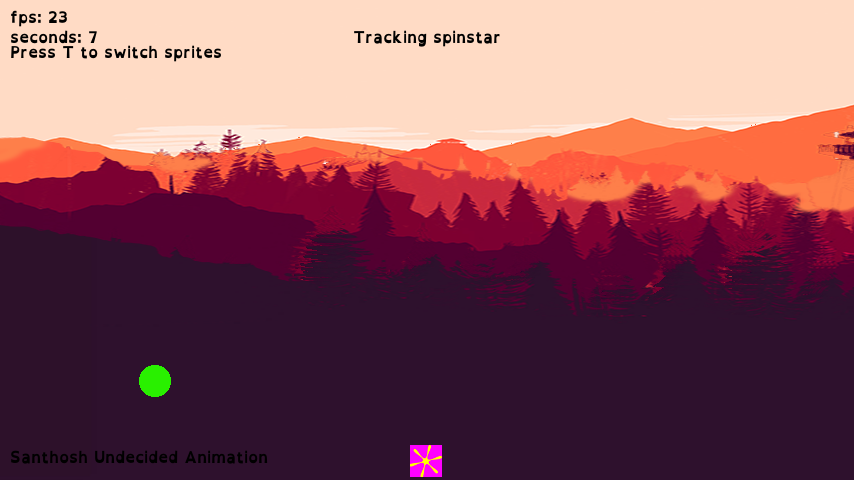 fps: 23
seconds: 7
Press T to switch sprites
Tracking spinstar
Santhosh Undecided Animation